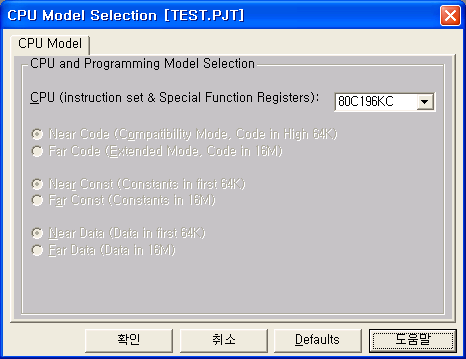 CPU Model Selection [TEST.PJT]
CPU Model
CPU and Programming Model Selection
CPU (instruction set & Special Function Registers): 80C196KC
Near Code (Compatibility Mode, Code in High 64K)
Far Code (Extended Mode, Code in 16M)
Near Const (Constants in first 64K)
Far Const (Constants in 16M)
Near Data (Data in first 64K)
Far Data (Data in 16M)
확인 취소 Defaults 도움말